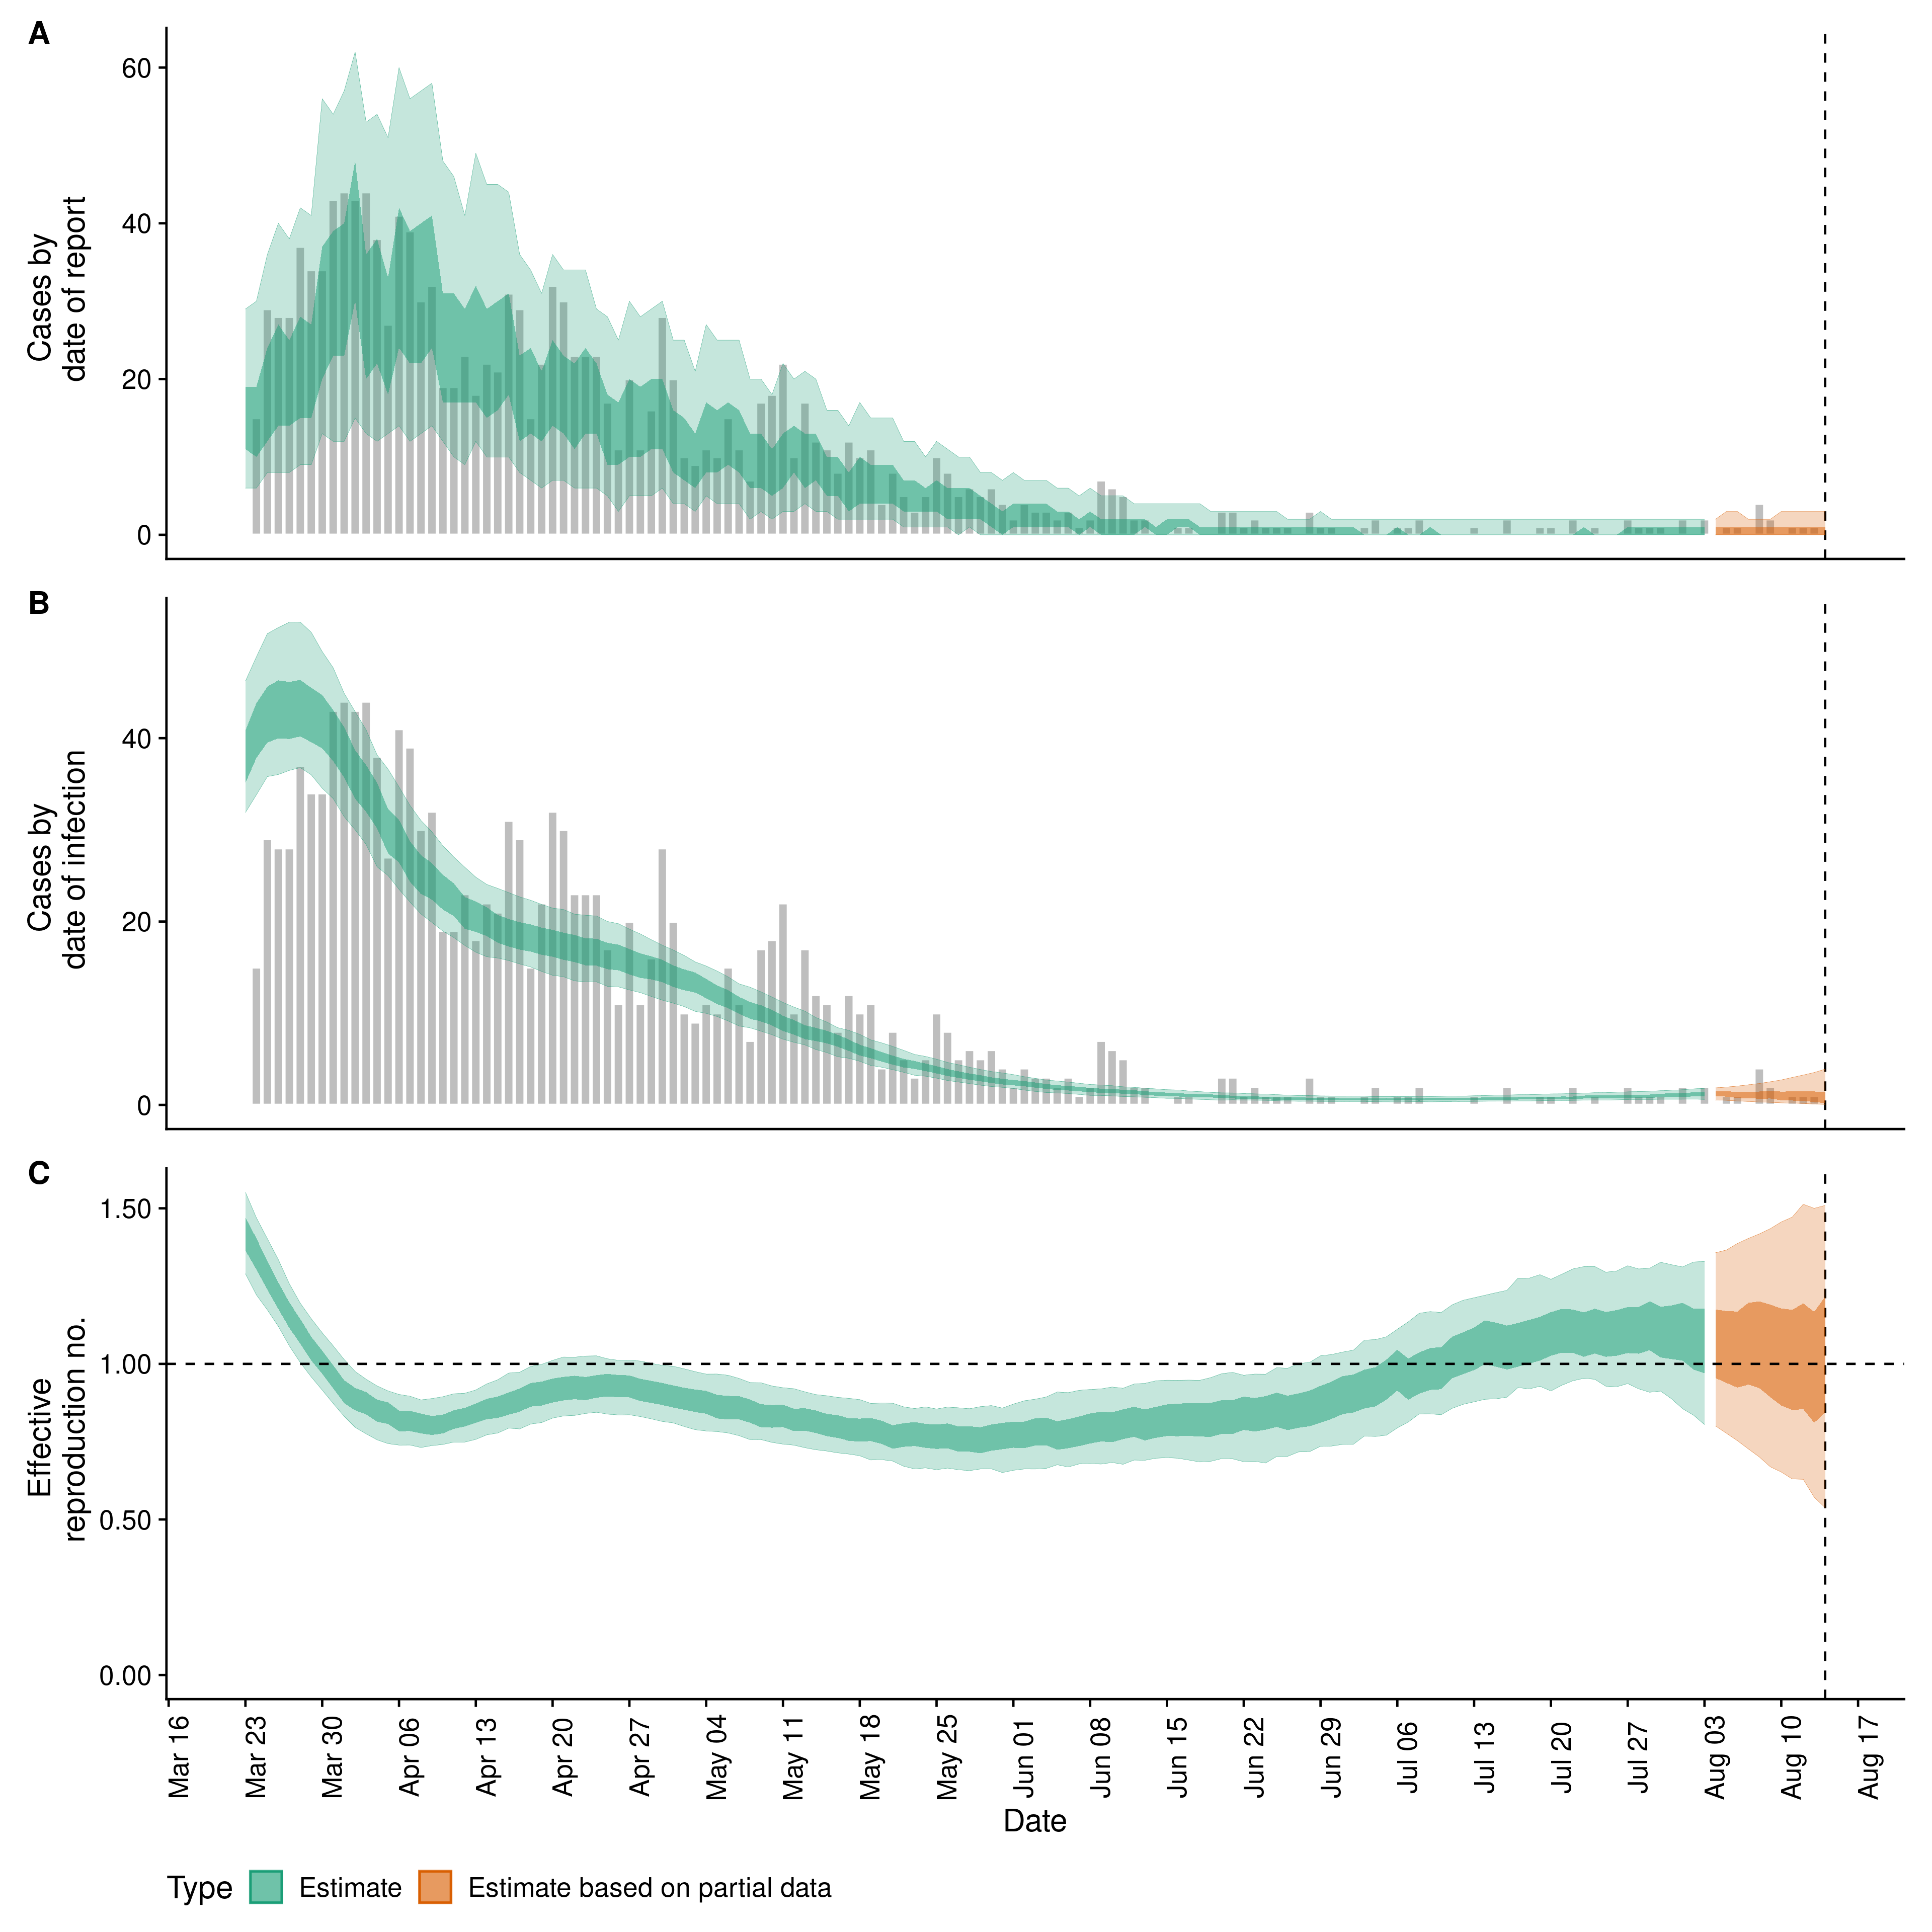 A
60
40
20
0
Cases by
date of report
B
40
20
0
Cases by
date of infection
C
1.50
1.00
0.50
0.00
Effective
reproduction no.
Mar 16
Mar 23
Mar 30
Apr 06
Apr 13
Apr 20
Apr 27
May 04
May 11
May 18
May 25
Jun 01
Jun 08
Jun 15
Jun 22
Jun 29
Jul 06
Jul 13
Jul 20
Jul 27
Aug 03
Aug 10
Aug 17
Date
Type Estimate Estimate based on partial data